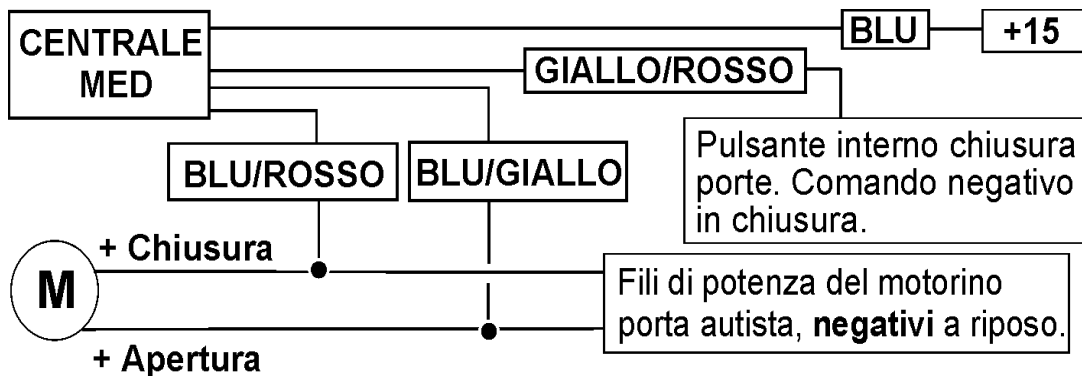 CENTRALE
MED
BLU
+15
GIALLO/ROSSO
Pulsante interno chiusura
porte. Comando negativo
in chiusura.
BLU/ROSSO
BLU/GIALLO
+ Chiusura
M
Fili di potenza del motorino
porta autista, negativi a riposo.
+ Apertura